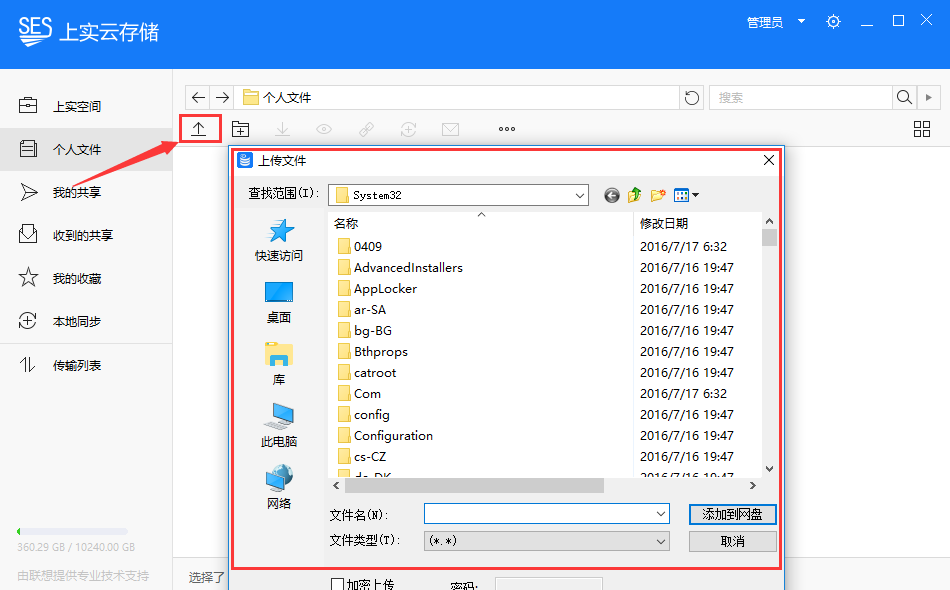 SES 上实云存储
管理员
上实空间
个人文件
我的共享
收到的共享
我的收藏
本地同步
传输列表
360.29 GB / 10240.00 GB
由联想提供专业技术支持
个人文件
搜索
上传文件
查找范围(I):
System32
快速访问
桌面
库
此电脑
网络
名称 修改日期
0409 2016/7/17 6:32
AdvancedInstallers 2016/7/16 19:47
AppLocker 2016/7/16 19:47
ar-SA 2016/7/16 19:47
bg-BG 2016/7/16 19:47
Bthprops 2016/7/16 19:47
catroot 2016/7/16 19:47
Com 2016/7/17 6:32
config 2016/7/16 19:47
Configuration 2016/7/16 19:47
cs-CZ 2016/7/16 19:47
da-DK 2016/7/16 19:47
文件名(N):
添加到网盘
文件类型(T):
(*.*)
取消
选择了
加密上传
密码: